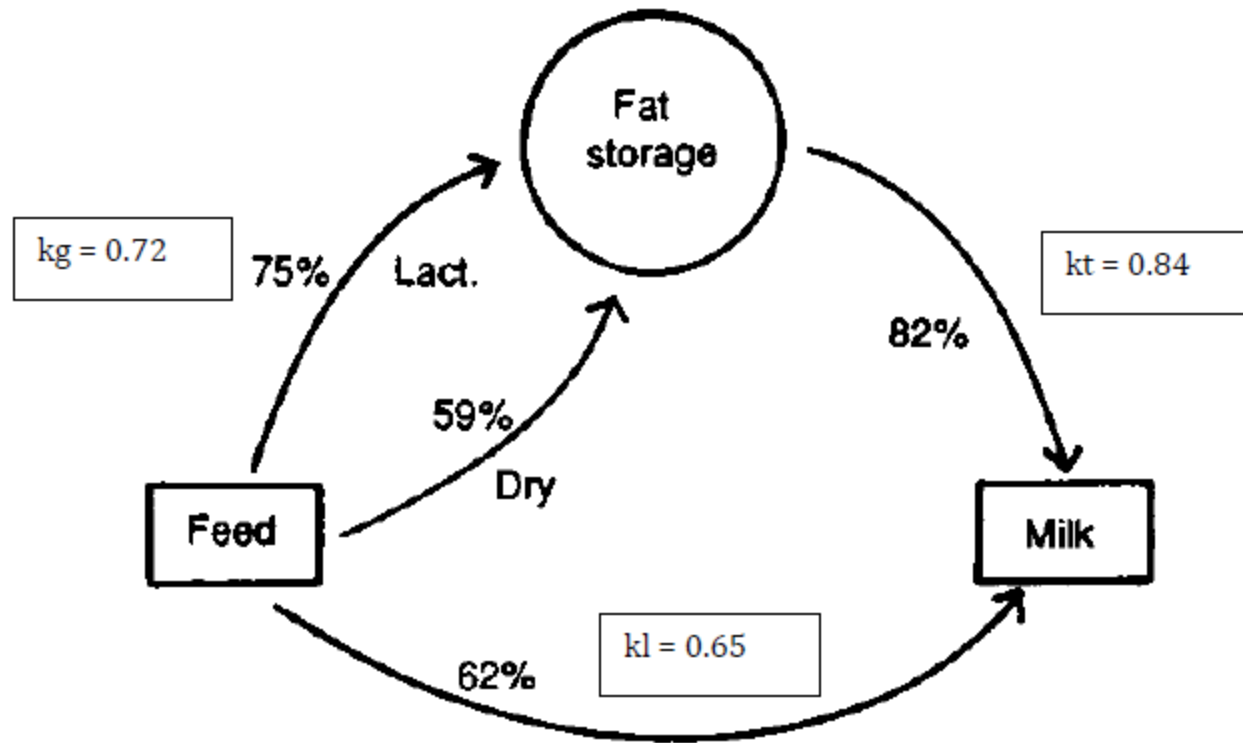 Fat
storage
kg = 0.72
75%
Lact.
kt = 0.84
82%
59%
Dry
Feed
Milk
kl = 0.65
62%